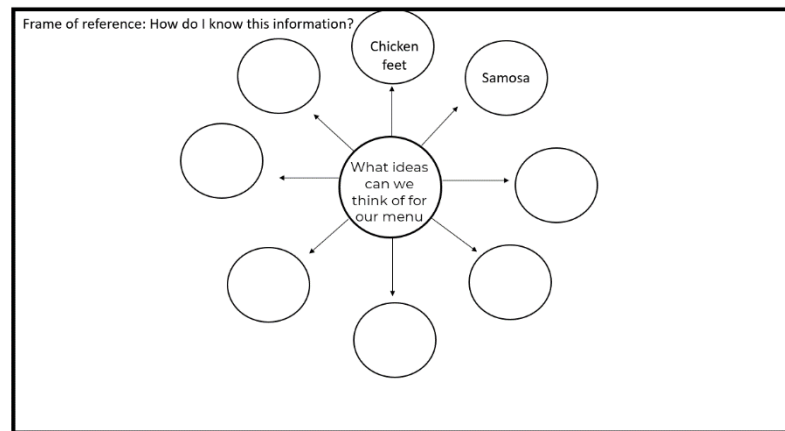 Frame of reference: How do I know this information?
Chicken
feet
Samosa
What ideas
can we
think of for
our menu